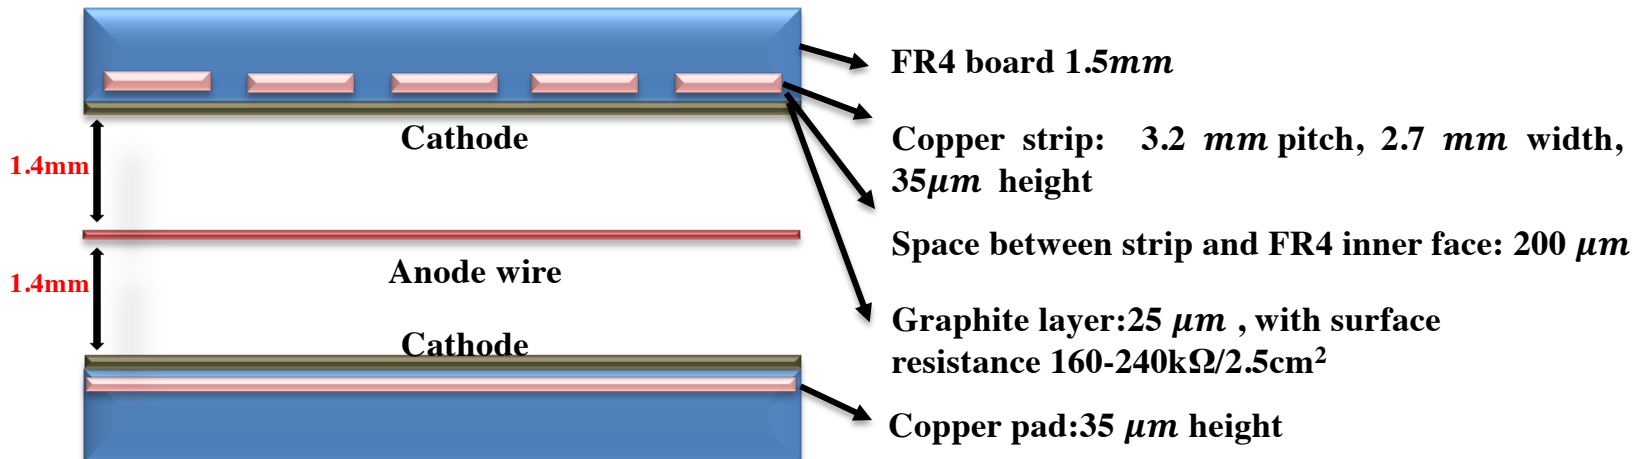 FR4 board 1.5mm
Cathode
1.4mm
Copper strip: 3.2 mm pitch, 2.7 mm width,
35μm height
Space between strip and FR4 inner face: 200 μm
1.4mm
Anode wire
Graphite layer:25 μm , with surface
resistance 160-240kΩ/2.5cm²
Cathode
Copper pad:35 μm height